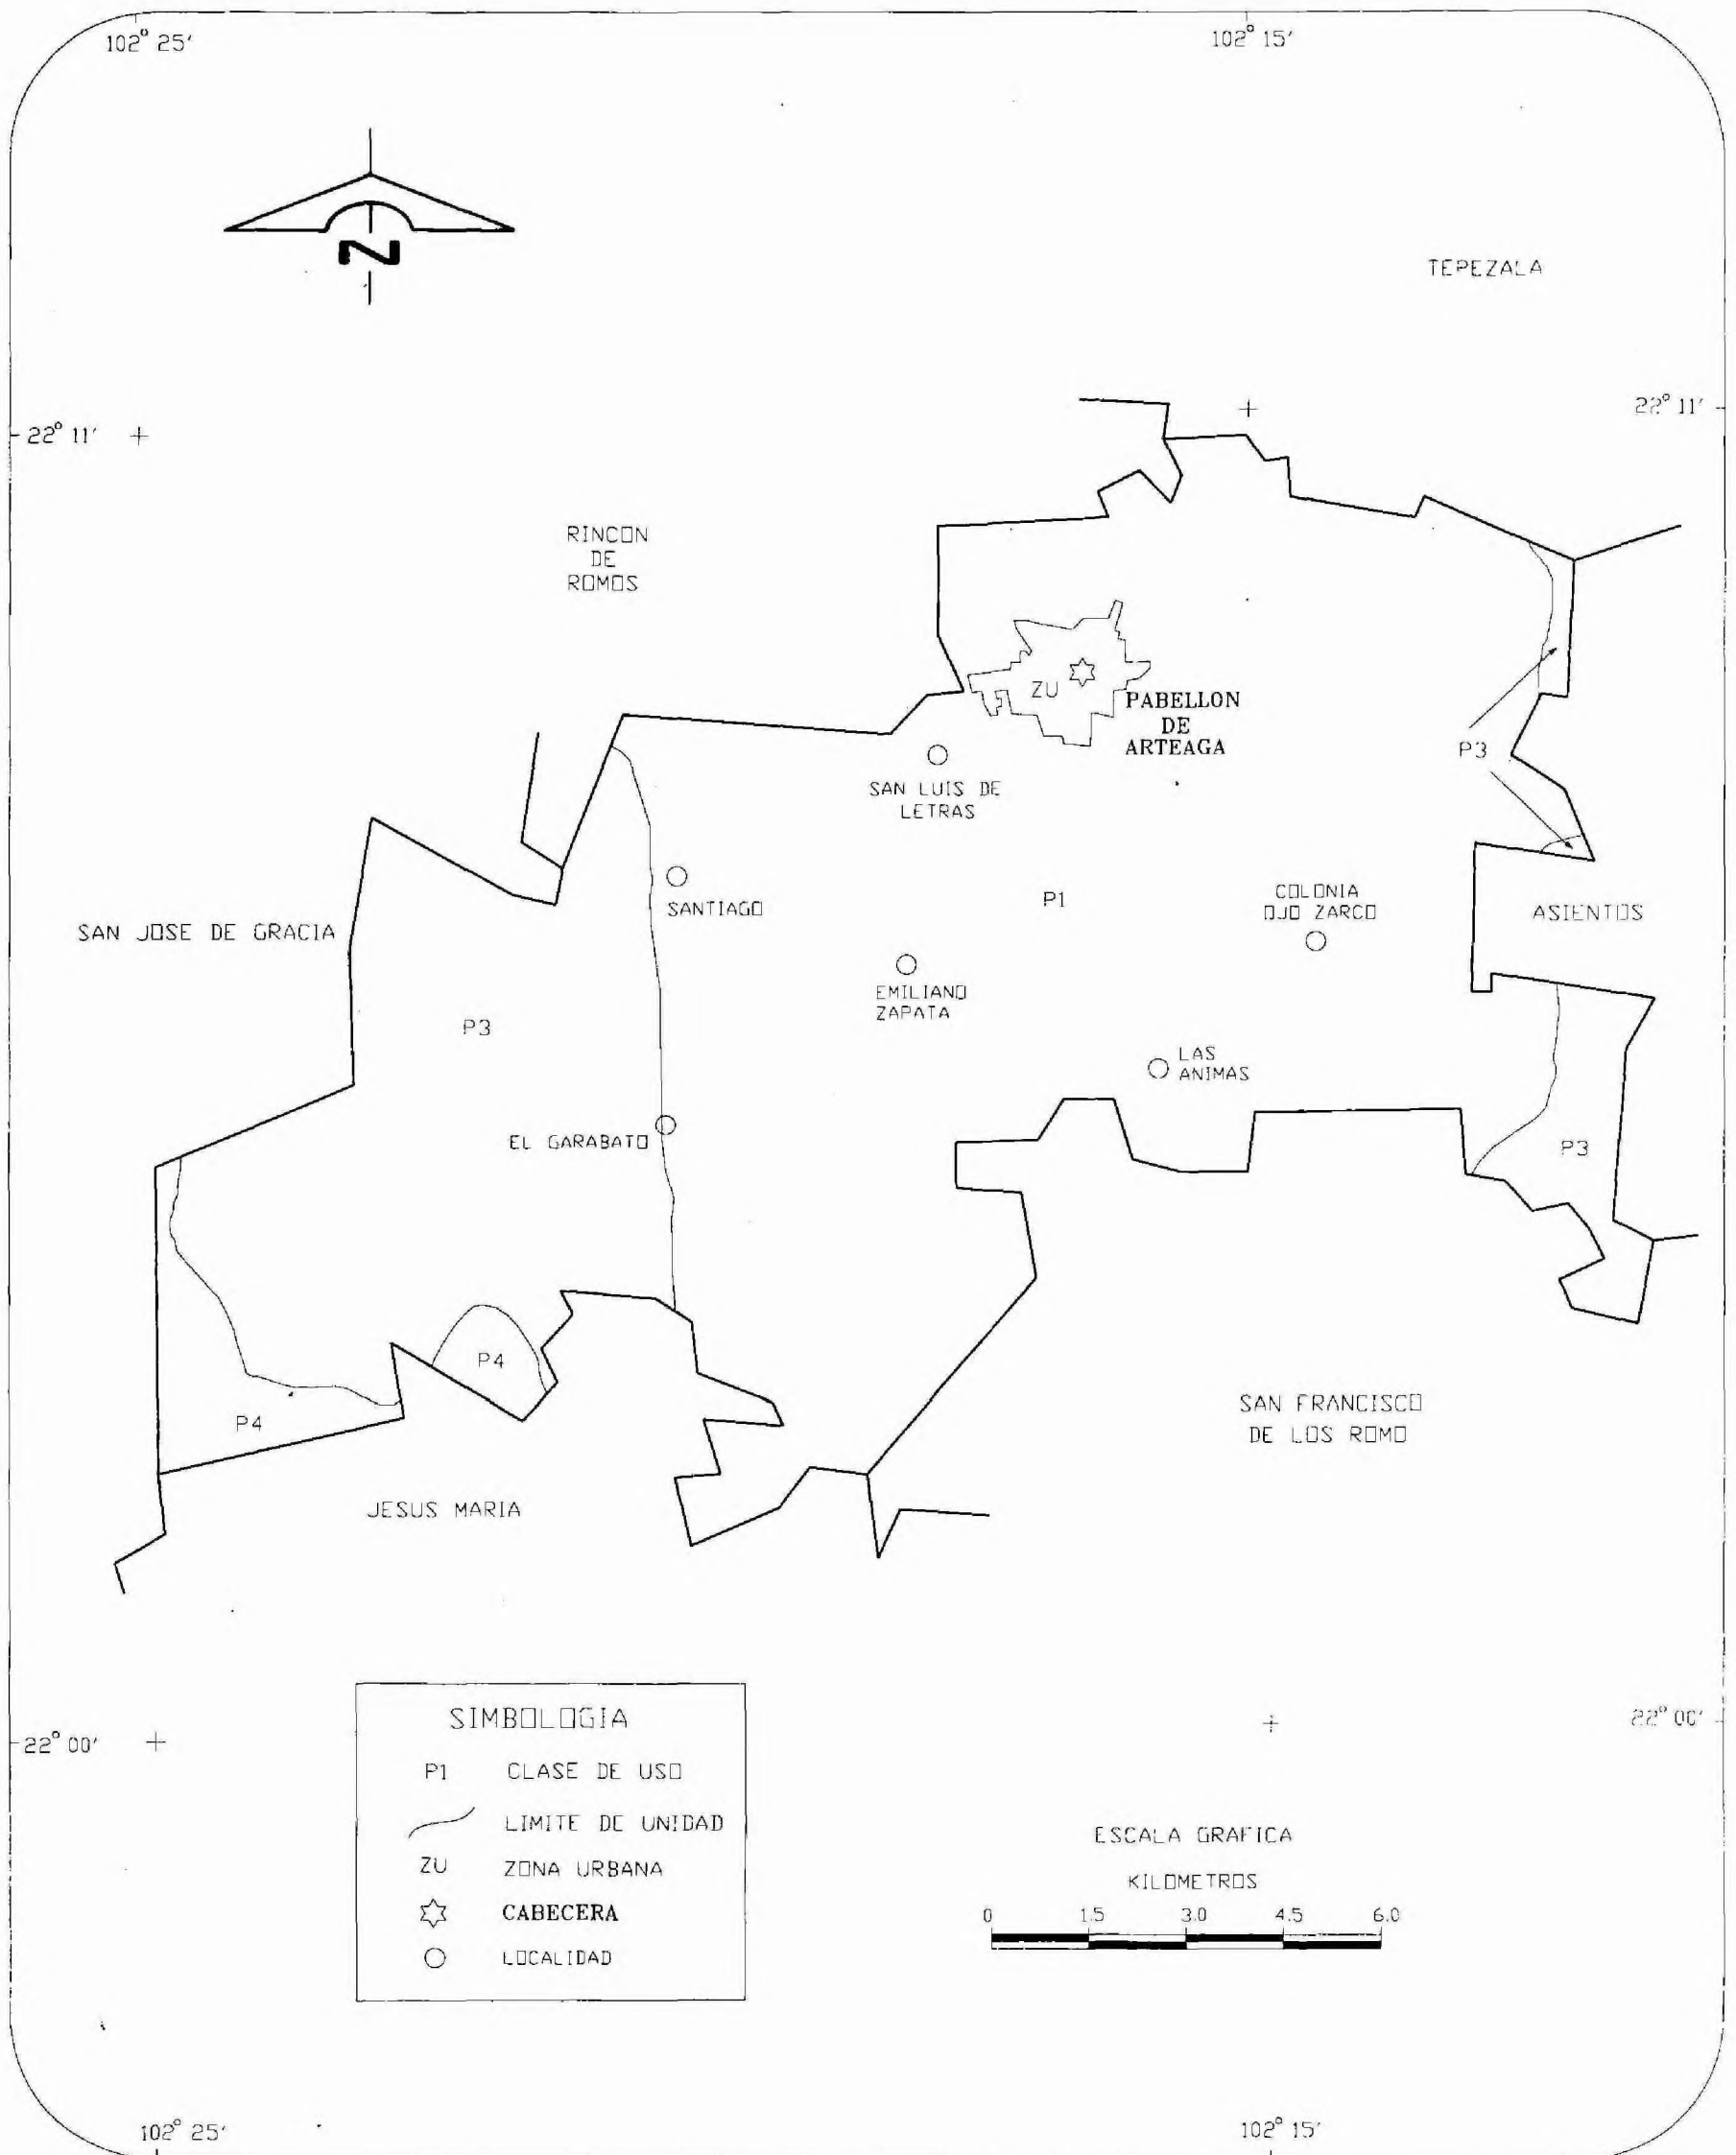 102° 25'
102° 15'
N
TEPEZALA
22° 11'
22° 11'
RINCON
DE
ROMOS
ZU
PABELLON
DE
ARTEAGA
P3
SAN LUIS DE
LETRAS
SANTIAGO
P1
COLONIA
OJO ZARCO
ASIENTOS
SAN JOSE DE GRACIA
EMILIANO
ZAPATA
P3
LAS
ANIMAS
EL GARABATO
P3
P4
P4
SAN FRANCISCO
DE LOS ROMO
JESUS MARIA
SIMBOLOGIA
P1 CLASE DE USO
LIMITE DE UNIDAD
ZU ZONA URBANA
CABECERA
LOCALIDAD
22° 00'
22° 00'
ESCALA GRAFICA
KILOMETROS
0 1.5 3.0 4.5 6.0
102° 25'
102° 15'